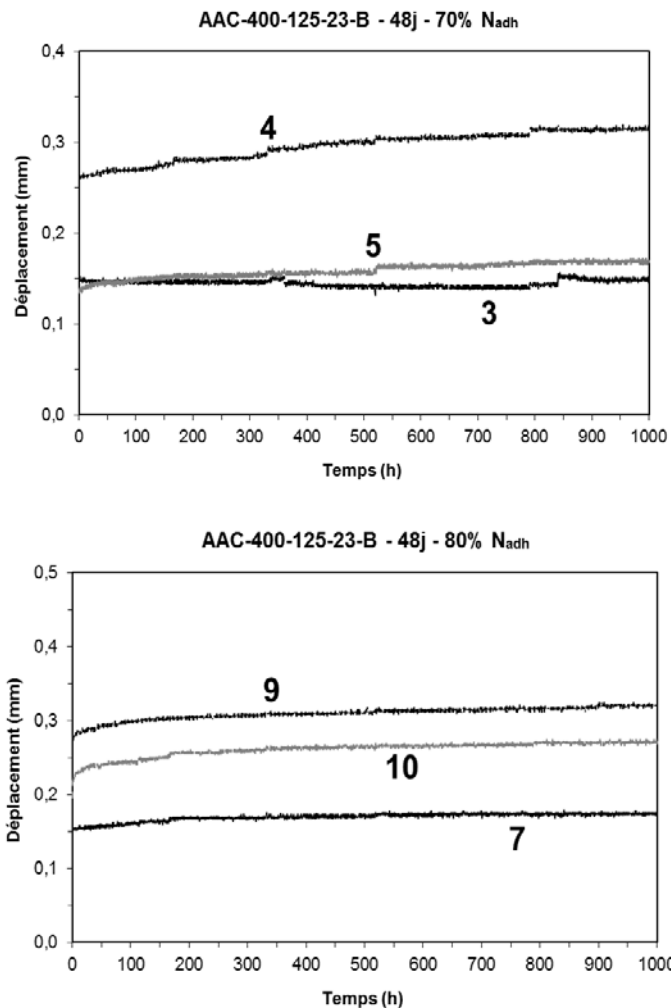 AAC-400-125-23-B - 48j - 70% Nadh
0,4
0,3
0,2
0,1
0,0
Déplacement (mm)
4
5
3
0 100 200 300 400 500 600 700 800 900 1000
Temps (h)
AAC-400-125-23-B - 48j - 80% Nadh
0,5
0,4
0,3
0,2
0,1
0,0
Déplacement (mm)
9
10
7
0 100 200 300 400 500 600 700 800 900 1000
Temps (h)